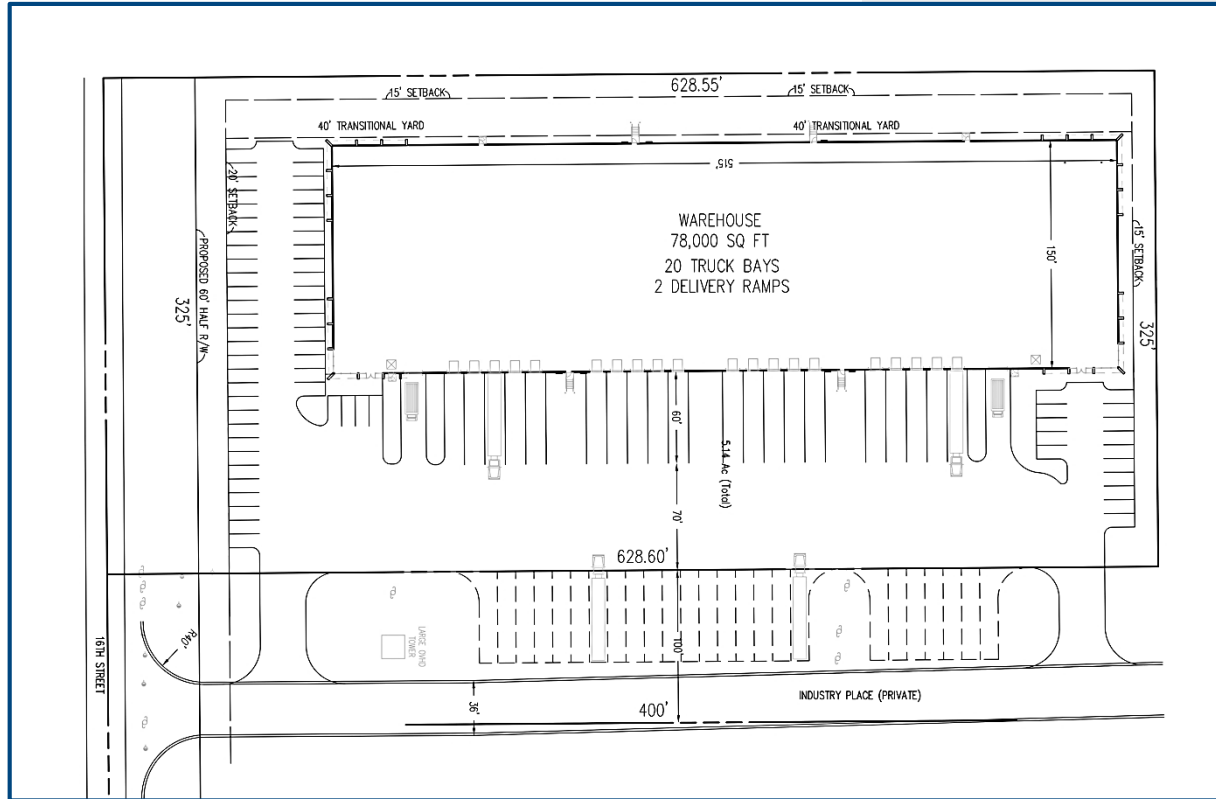 628.55'
15' SETBACK
15' SETBACK
40' TRANSITIONAL YARD
40' TRANSITIONAL YARD
515'
20' SETBACK
WAREHOUSE
78,000 SQ FT
20 TRUCK BAYS
2 DELIVERY RAMPS
150'
15' SETBACK
PROPOSED 60' HALF R/W
325'
325'
60'
5.14 Ac (Total)
70'
628.60'
16TH STREET
R40'
LARGE OVHD
TOWER
100'
36'
400'
INDUSTRY PLACE (PRIVATE)